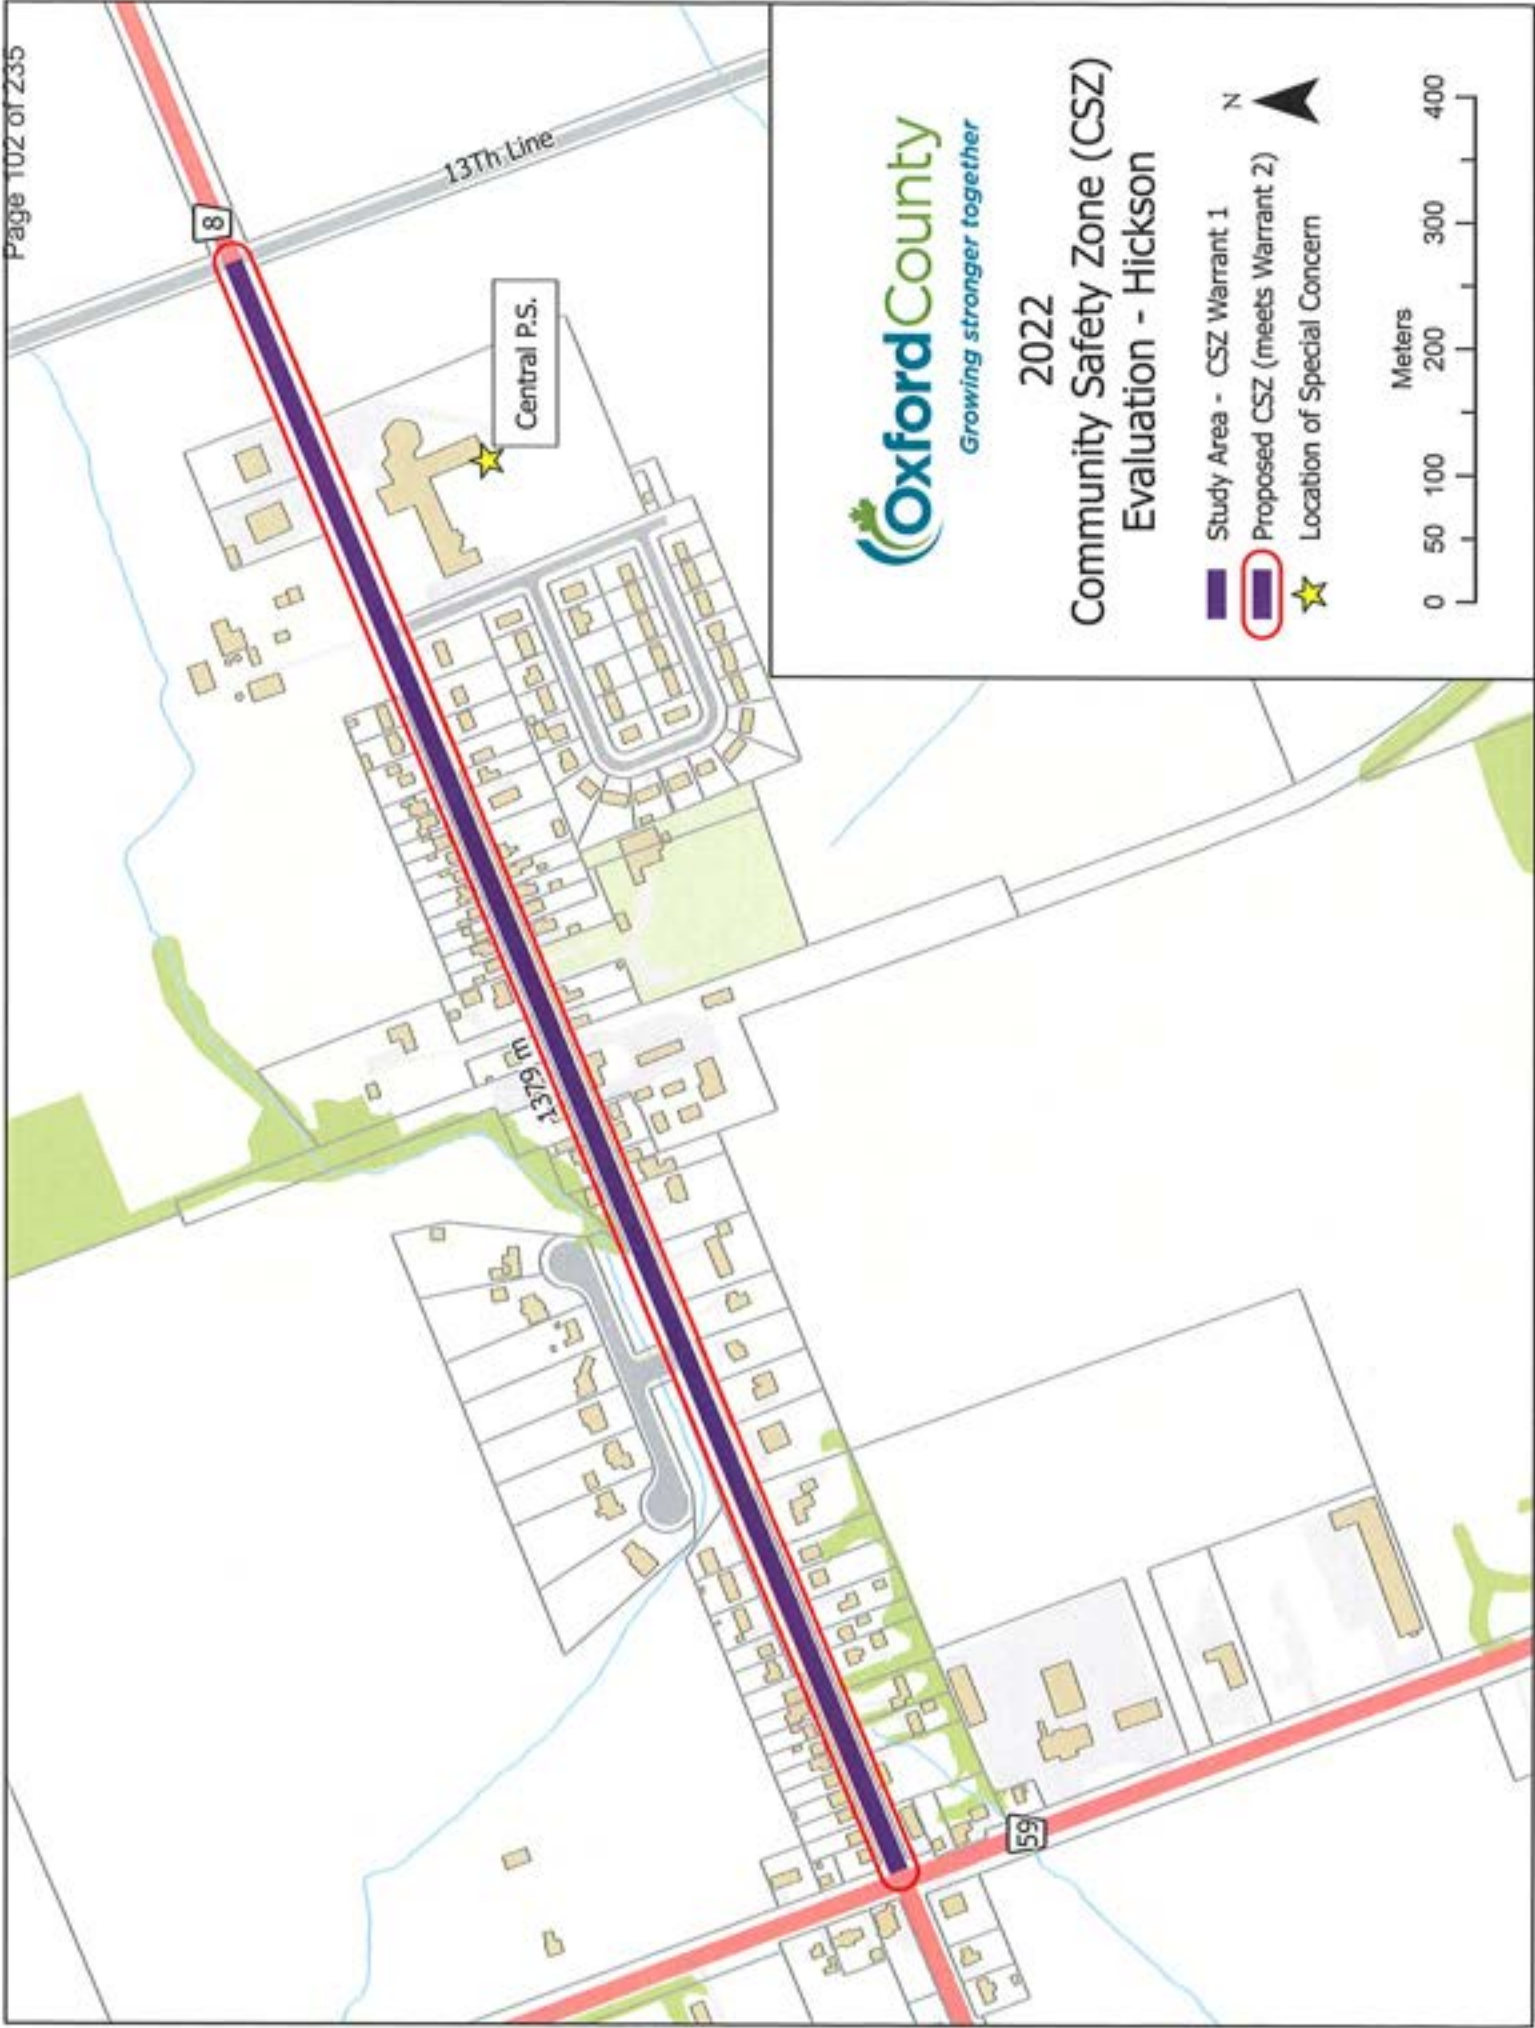 Page 102 of 235
8
13Th Line
Central P.S.
1379 m
59
OxfordCounty
Growing stronger together
2022
Community Safety Zone (CSZ)
Evaluation - Hickson
Study Area - CSZ Warrant 1
Proposed CSZ (meets Warrant 2)
Location of Special Concern
N
Meters
0 50 100 200 300 400